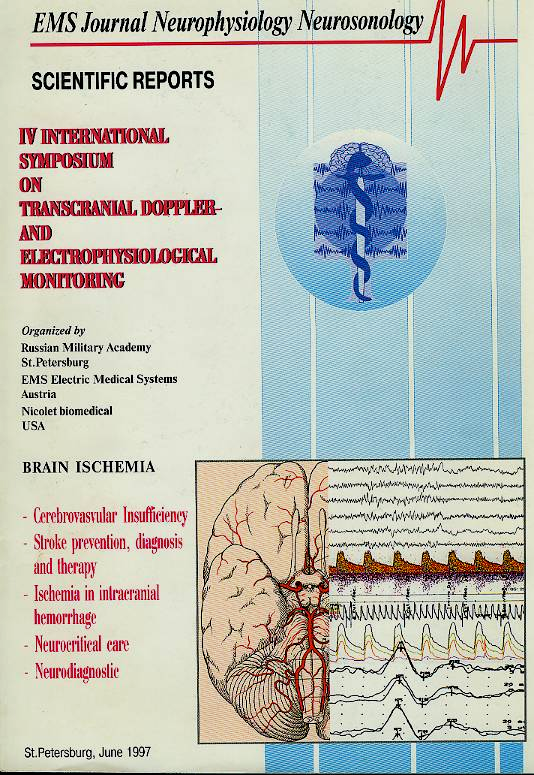 EMS Journal Neurophysiology Neurosonology
SCIENTIFIC REPORTS
IV INTERNATIONAL
SYMPOSIUM
ON
TRANSCRANIAL DOPPLER-
AND
ELECTROPHYSIOLOGICAL
MONITORING
Organized by
Russian Military Academy
St.Petersburg
EMS Electric Medical Systems
Austria
Nicolet biomedical
USA
BRAIN ISCHEMIA
- Cerebrovasvular Insufficiency
- Stroke prevention, diagnosis
and therapy
- Ischemia in intracranial
hemorrhage
- Neurocritical care
- Neurodiagnostic
St.Petersburg, June 1997